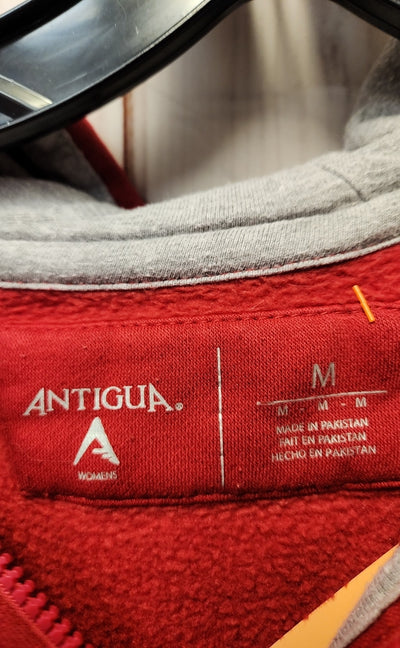 ANTIGUA®
WOMENS
M
M - M - M
MADE IN PAKISTAN
FAIT EN PAKISTAN
HECHO EN PAKISTAN